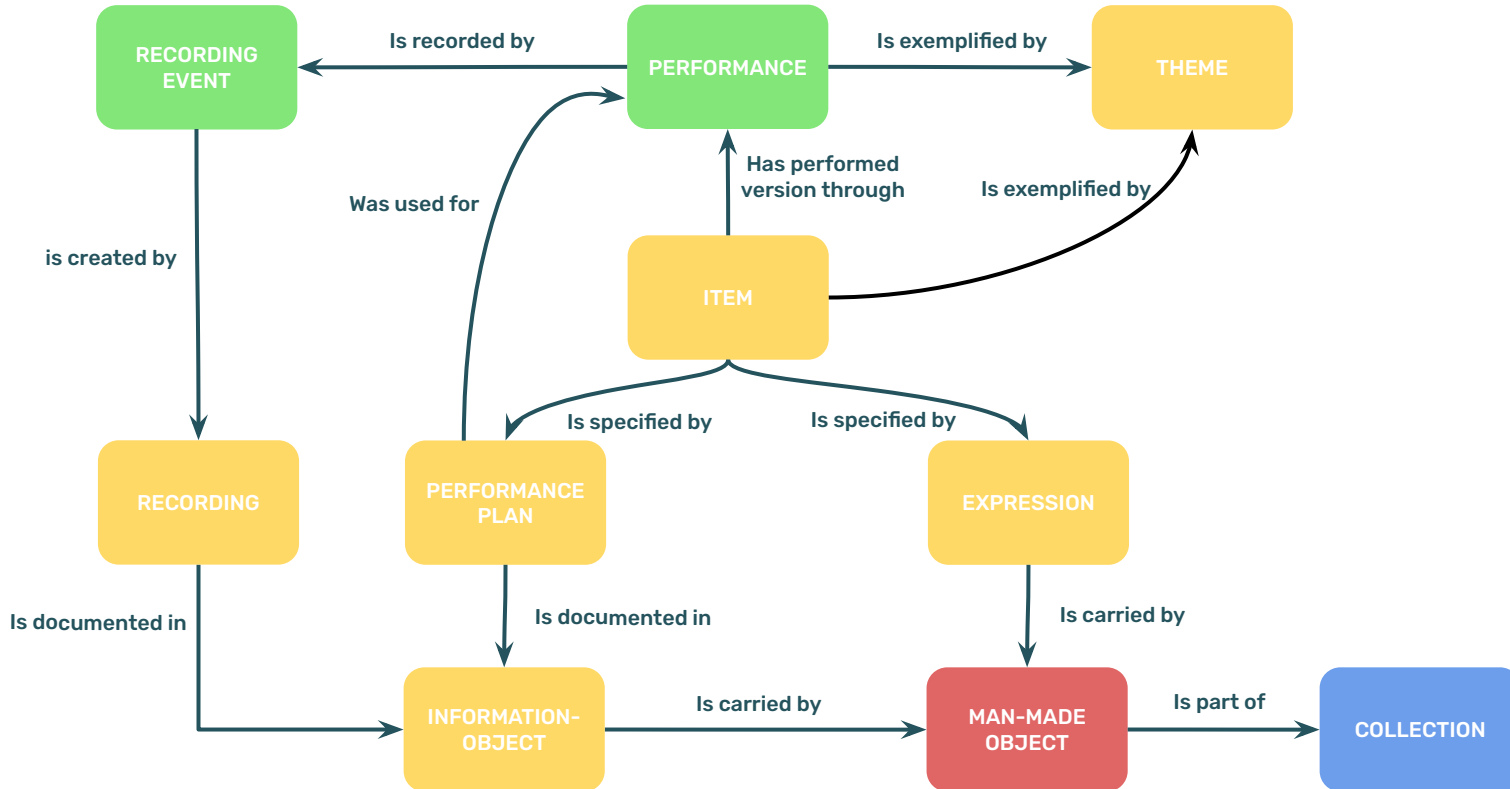 Is recorded by
Is exemplified by
RECORDING
EVENT
PERFORMANCE
THEME
Has performed
version through
Is exemplified by
Was used for
is created by
ITEM
Is specified by
Is specified by
RECORDING
PERFORMANCE
PLAN
EXPRESSION
Is documented in
Is documented in
Is carried by
INFORMATION-
OBJECT
Is carried by
MAN-MADE
OBJECT
Is part of
COLLECTION